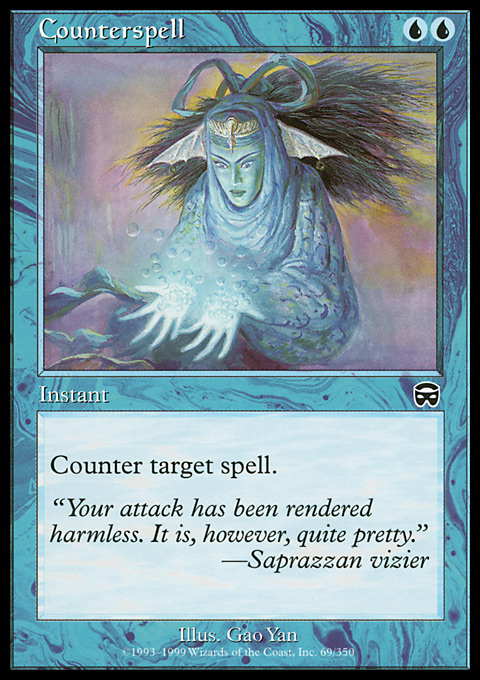 Counterspell
Instant
Counter target spell.
“Your attack has been rendered
harmless. It is, however, quite pretty.”
—Saprazzan vizier
Illus. Gao Yan
©1993-1999 Wizards of the Coast, Inc. 69/350